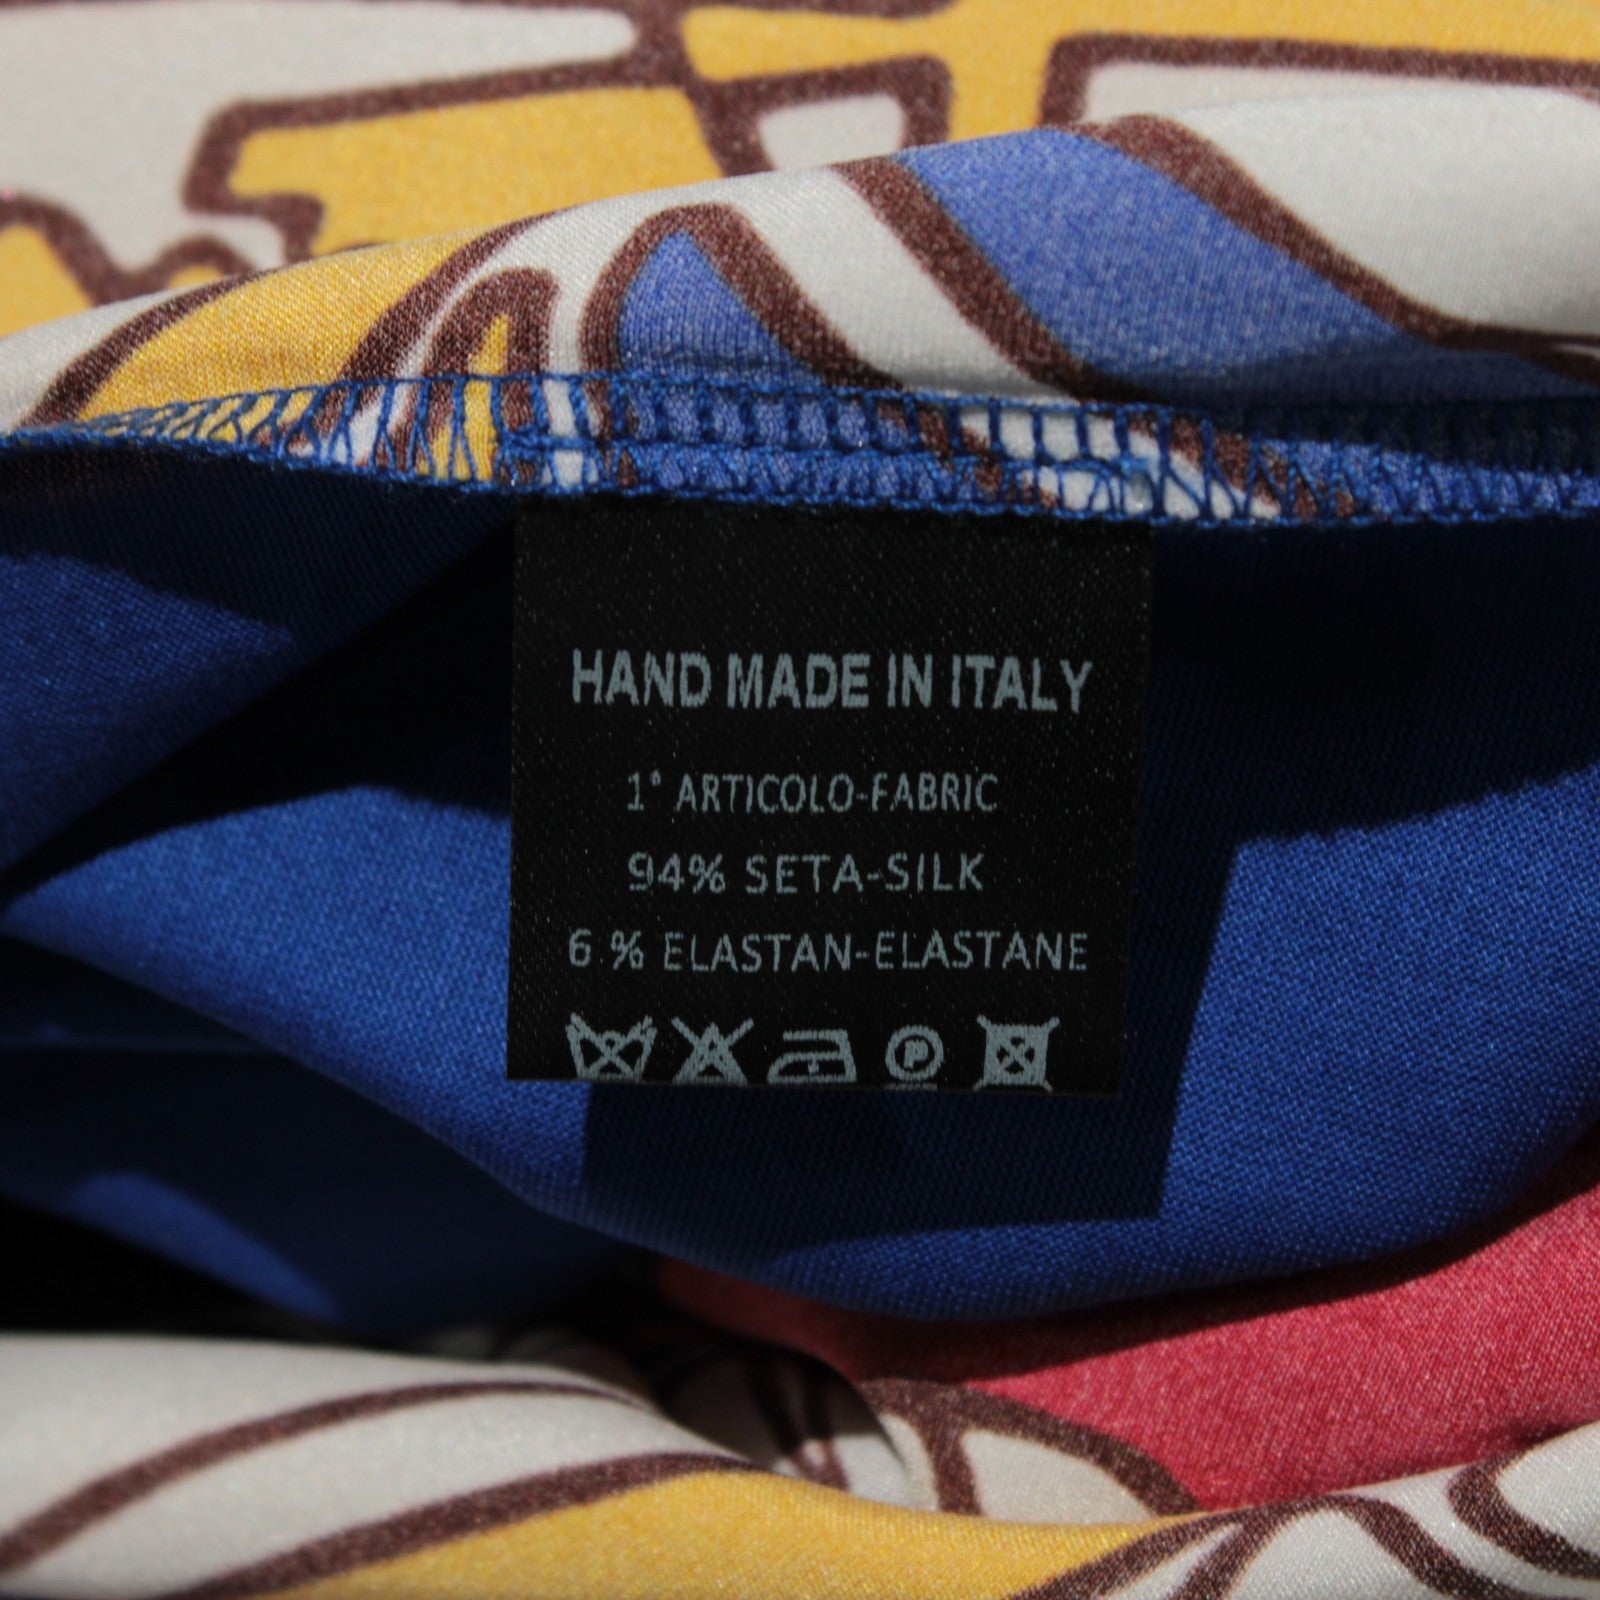 HAND MADE IN ITALY
1° ARTICOLO-FABRIC
94% SETA-SILK
6 % ELASTAN-ELASTANE
P